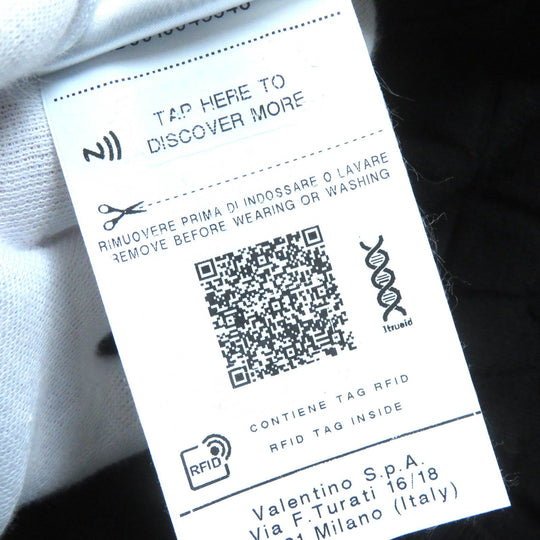 TAP HERE TO
DISCOVER MORE
RIMUOVERE PRIMA DI INDOSSARE O LAVARE
REMOVE BEFORE WEARING OR WASHING
1trueid
CONTIENE TAG RFID
RFID TAG INSIDE
RFID
Valentino S.p.A.
Via F.Turati 16/18
Milano (Italy)